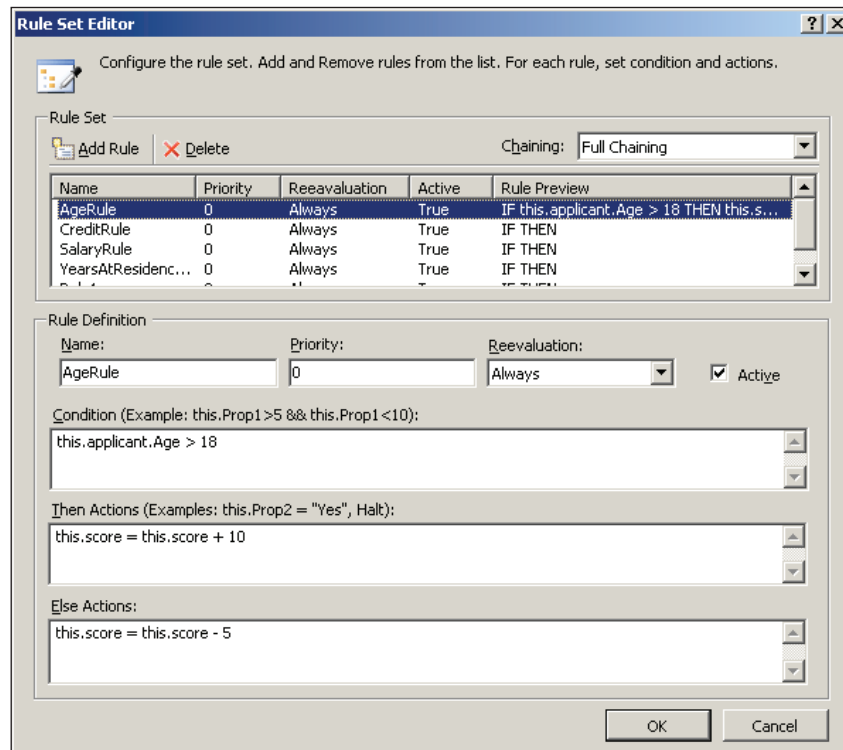 Rule Set Editor
Configure the rule set. Add and Remove rules from the list. For each rule, set condition and actions.
Rule Set
Add Rule Delete Chaining: Full Chaining
Name Priority Reeavaluation Active Rule Preview
AgeRule 0 Always True IF this.applicant.Age > 18 THEN this.s...
CreditRule 0 Always True IF THEN
SalaryRule 0 Always True IF THEN
YearsAtResidenc... 0 Always True IF THEN
Rule Definition
Name: Priority: Reevaluation:
AgeRule 0 Always Active
Condition (Example: this.Prop1>5 && this.Prop1<10):
this.applicant.Age > 18
Then Actions (Examples: this.Prop2 = "Yes", Halt):
this.score = this.score + 10
Else Actions:
this.score = this.score - 5
OK Cancel